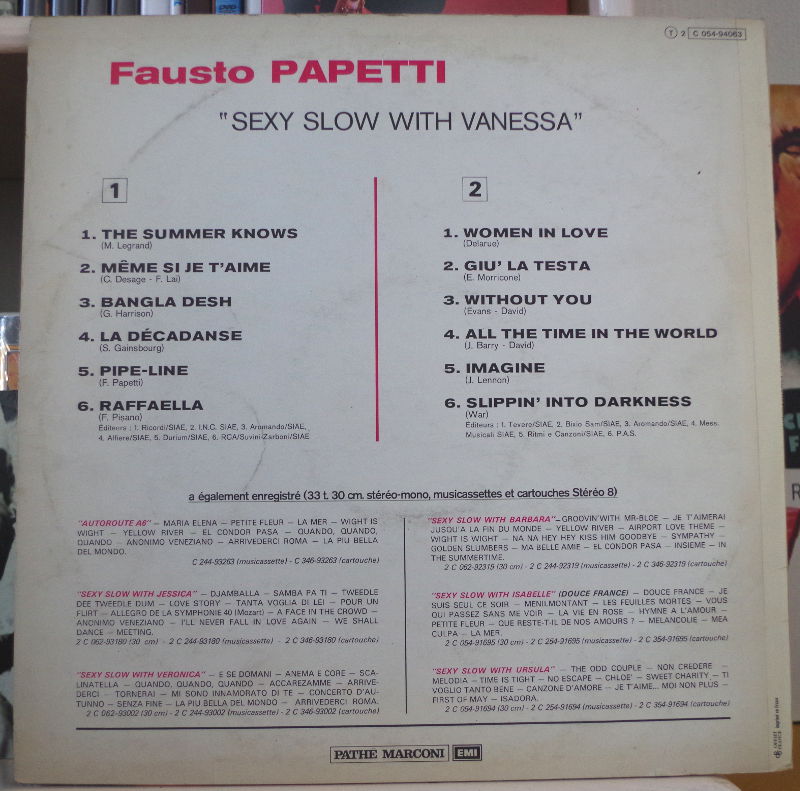 T 2 C 054-94063
Fausto PAPETTI
"SEXY SLOW WITH VANESSA"
1
1. THE SUMMER KNOWS
(M. Legrand)
2. MÊME SI JE T'AIME
(C. Desage - F. Lai)
3. BANGLA DESH
(G. Harrison)
4. LA DÉCADANSE
(S. Gainsbourg)
5. PIPE-LINE
(F. Papetti)
6. RAFFAELLA
(F. Pisano)
Editeurs : 1. Ricordi/SIAE, 2. I.N.C. SIAE, 3. Aromando/SIAE,
4. Alfiere/SIAE, 5. Durium/SIAE, 6. RCA/Suvini/Zerboni/SIAE
2
1. WOMEN IN LOVE
(Delarue)
2. GIU' LA TESTA
(E. Morricone)
3. WITHOUT YOU
(Evans - David)
4. ALL THE TIME IN THE WORLD
(J. Barry - David)
5. IMAGINE
(J. Lennon)
6. SLIPPIN' INTO DARKNESS
(War)
Editeurs : 1. Tevere/SIAE, 2. Bixio Sam/SIAE, 3. Aromando/SIAE, 4. Mess.
Musicali SIAE, 5. Ritmi e Canzoni/SIAE, 6. P.A.S.
a également enregistré (33 t. 30 cm. stéréo-mono, musicassettes et cartouches Stéréo 8)
"AUTOROUTE A6" — MARIA ELENA — PETITE FLEUR — LA MER — WIGHT IS
WIGHT — YELLOW RIVER — EL CONDOR PASA — QUANDO, QUANDO,
QUANDO — ANONIMO VENEZIANO — ARRIVEDERCI ROMA — LA PIU BELLA
DEL MONDO.
C 244-93263 (musicassette) - C 346-93263 (cartouche)
"SEXY SLOW WITH JESSICA" — DJAMBALLA — SAMBA PA TI — TWEEDLE
DEE TWEEDLE DUM — LOVE STORY — TANTA VOGLIA DI LEI — POUR UN
FLIRT — ALLEGRO DE LA SYMPHONIE 40 (Mozart) — A FACE IN THE CROWD —
ANONIMO VENEZIANO — I'LL NEVER FALL IN LOVE AGAIN — WE SHALL
DANCE — MEETING.
2 C 062-93180 (30 cm) - 2 C 244-93180 (musicassette) - 2 C 346-93180 (cartouche)
"SEXY SLOW WITH VERONICA" — E SE DOMANI — ANEMA E CORE — SCA-
LINATELLA — QUANDO, QUANDO, QUANDO — ACCAREZZAME — ARRIVE-
DERCI — TORNERAI — MI SONO INNAMORATO DI TE — CONCERTO D'AU-
TUNNO — SENZA FINE — LA PIU BELLA DEL MONDO — ARRIVEDERCI ROMA.
2 C 062-93002 (30 cm) - 2 C 244-93002 (musicassette) - 2 C 346-93002 (cartouche)
"SEXY SLOW WITH BARBARA" — GROOVIN' WITH MR-BLOE — JE T'AIMERAI
JUSQU'A LA FIN DU MONDE — YELLOW RIVER — AIRPORT LOVE THEME —
WIGHT IS WIGHT — NA NA HEY HEY KISS HIM GOODBYE — SYMPATHY —
GOLDEN SLUMBERS — MA BELLE AMIE — EL CONDOR PASA — INSIEME — IN
THE SUMMERTIME.
2 C 062-92319 (30 cm) - 2 C 244-92319 (musicassette) - 2 C 346-92319 (cartouche)
"SEXY SLOW WITH ISABELLE" (DOUCE FRANCE) — DOUCE FRANCE — JE
SUIS SEUL CE SOIR — MENILMONTANT — LES FEUILLES MORTES — VOUS
QUI PASSEZ SANS ME VOIR — LA VIE EN ROSE — HYMNE A L'AMOUR —
PETITE FLEUR — QUE RESTE-T-IL DE NOS AMOURS ? — MELANCOLIE — MEA
CULPA — LA MER.
2 C 054-91695 (30 cm) - 2 C 254-91695 (musicassette) - 2 C 354-91695 (cartouche)
"SEXY SLOW WITH URSULA" — THE ODD COUPLE — NON CREDERE —
MELODIA — TIME IS TIGHT — NO ESCAPE — CHLOE' — SWEET CHARITY — TI
VOGLIO TANTO BENE — CANZONE D'AMORE — JE T'AIME... MOI NON PLUS —
FIRST OF MAY — ISADORA.
2 C 054-91694 (30 cm) - 2 C 254-91694 (musicassette) - 2 C 354-91694 (cartouche)
PATHE MARCONI EMI